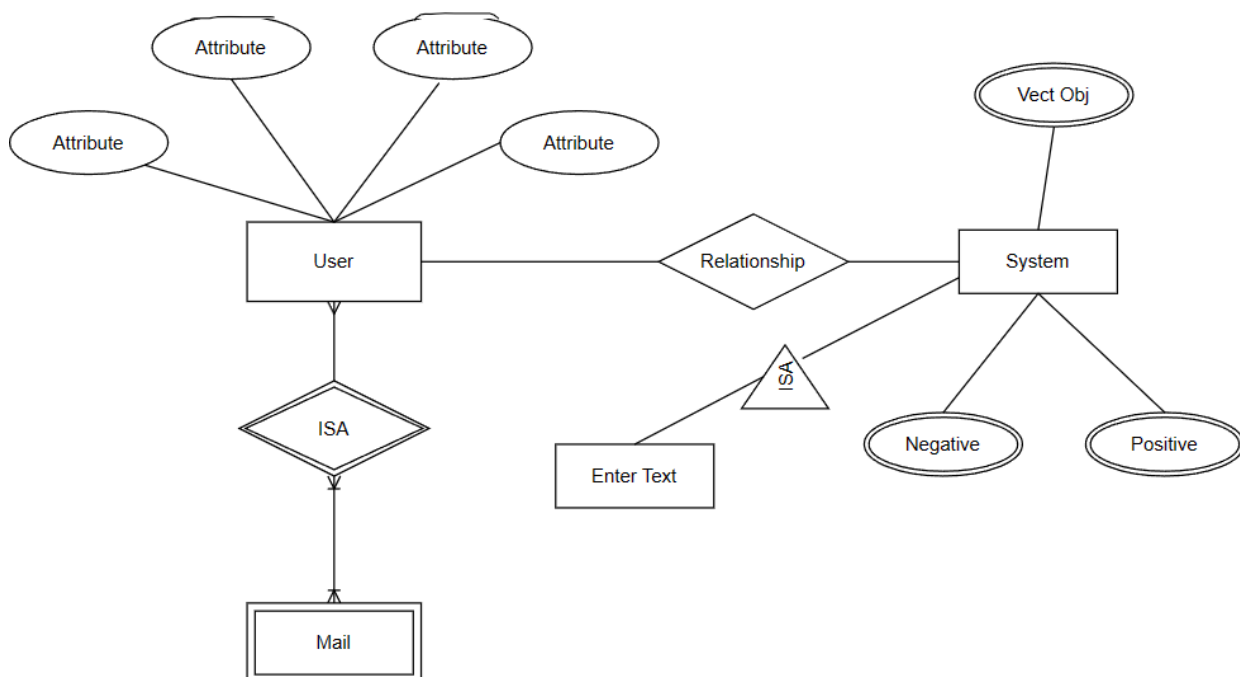 Attribute
Attribute
Vect Obj
Attribute
Attribute
User
Relationship
System
ISA
ISA
Negative
Positive
Enter Text
Mail